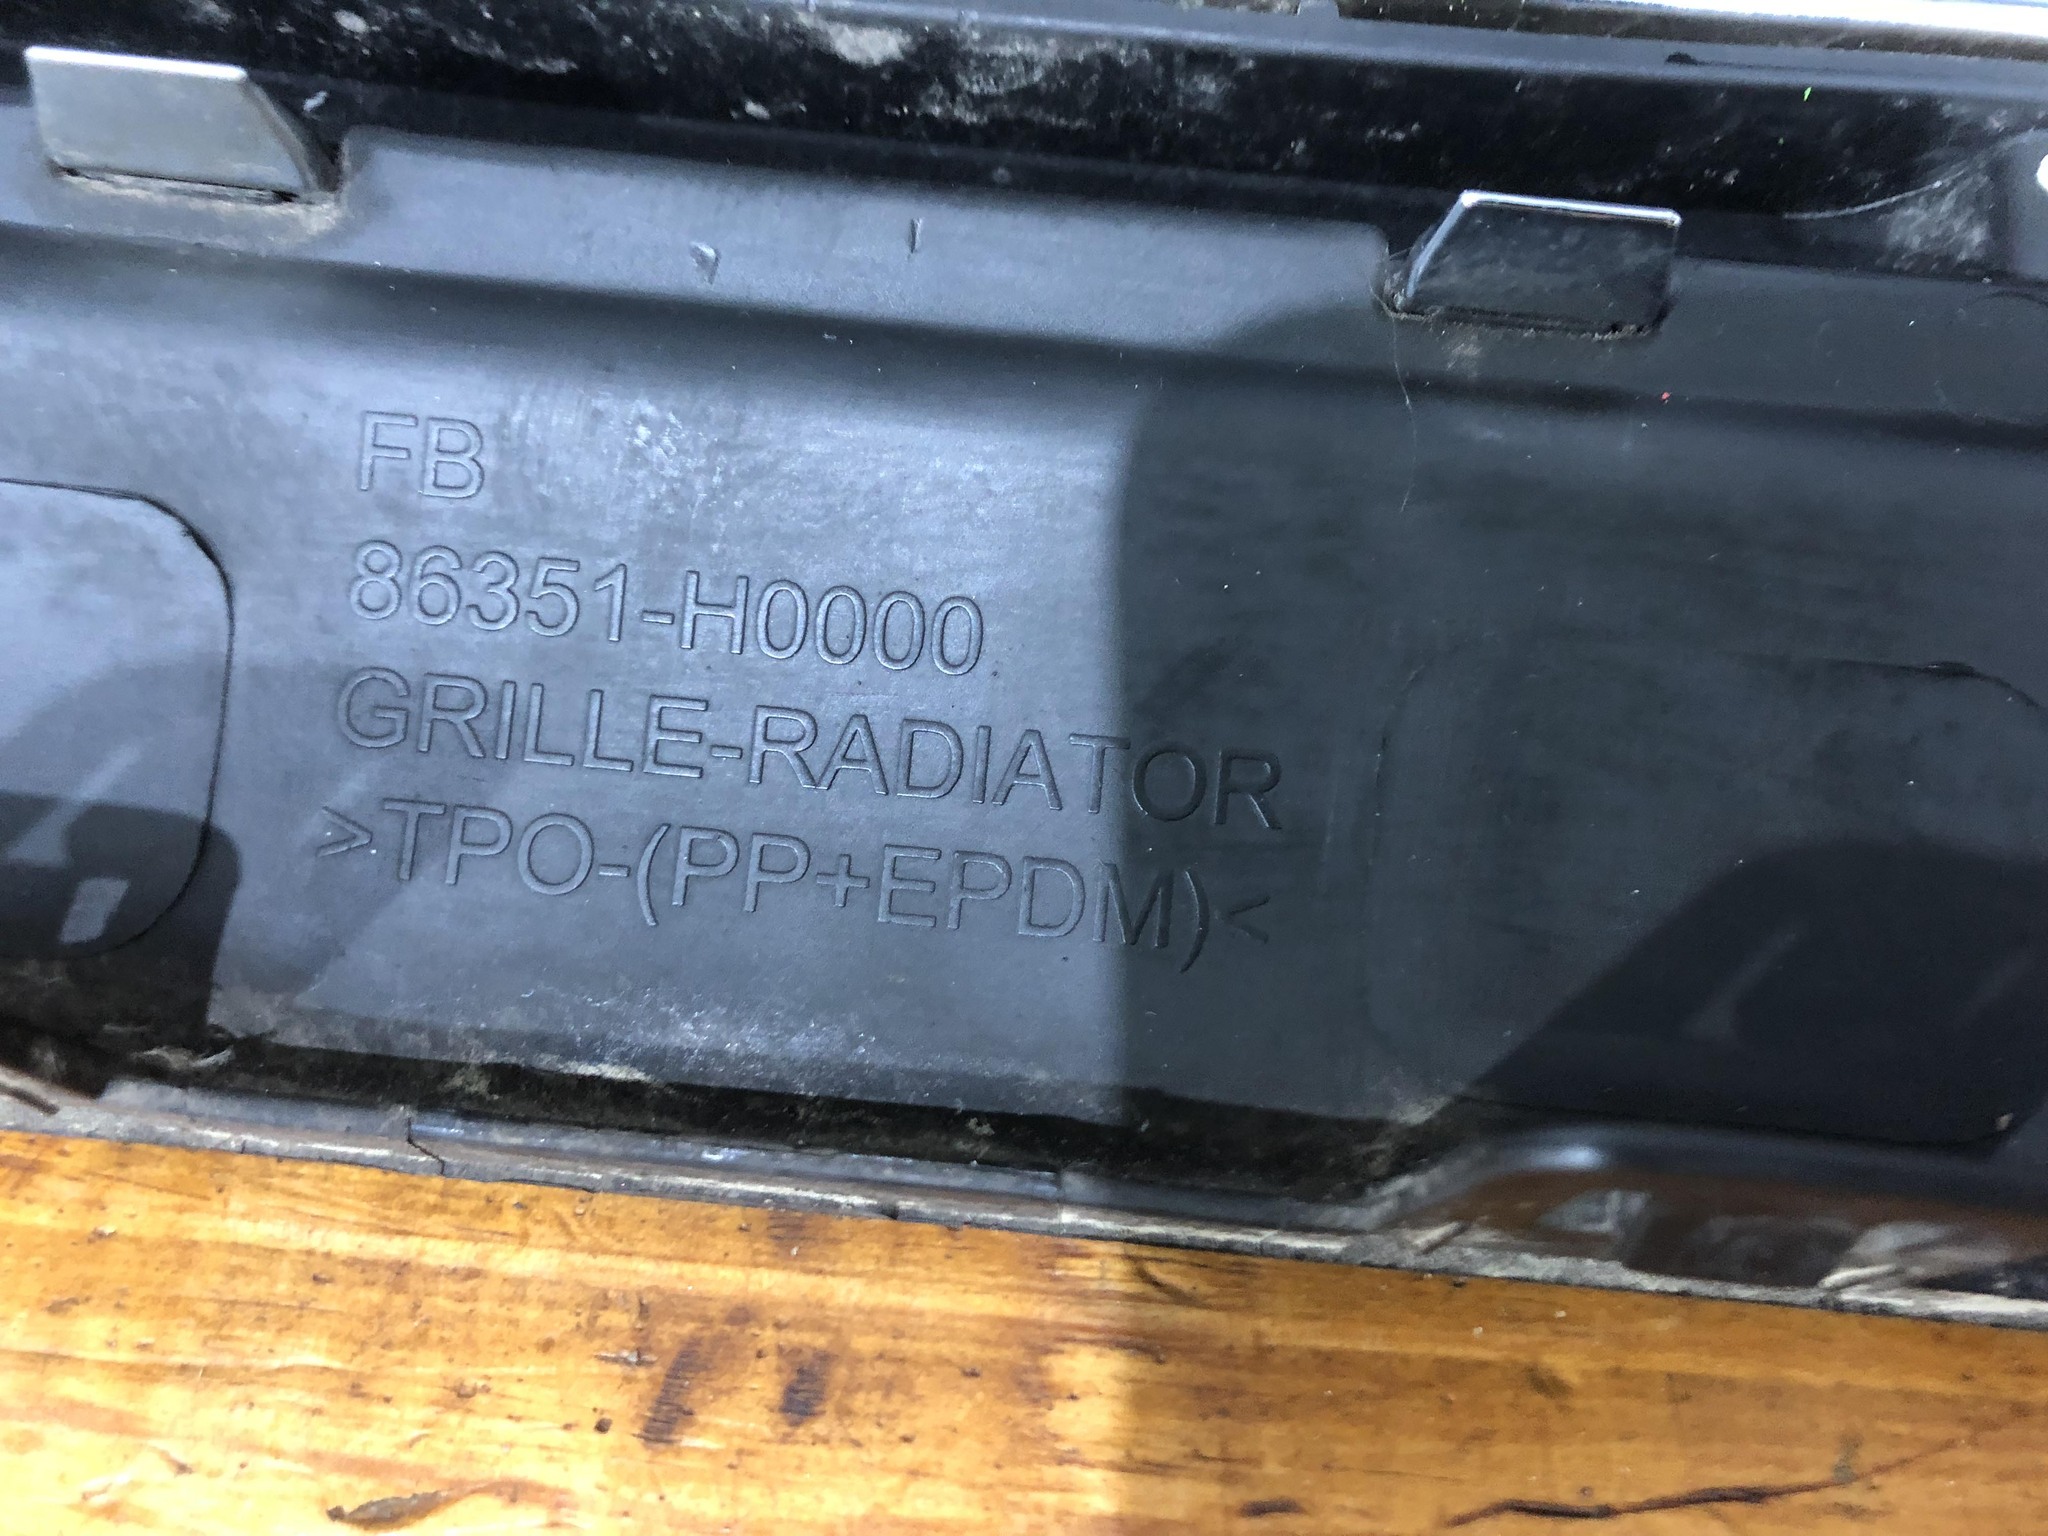 FB
86351-H0000
GRILLE-RADIATOR
>TPO-(PP+EPDM)<